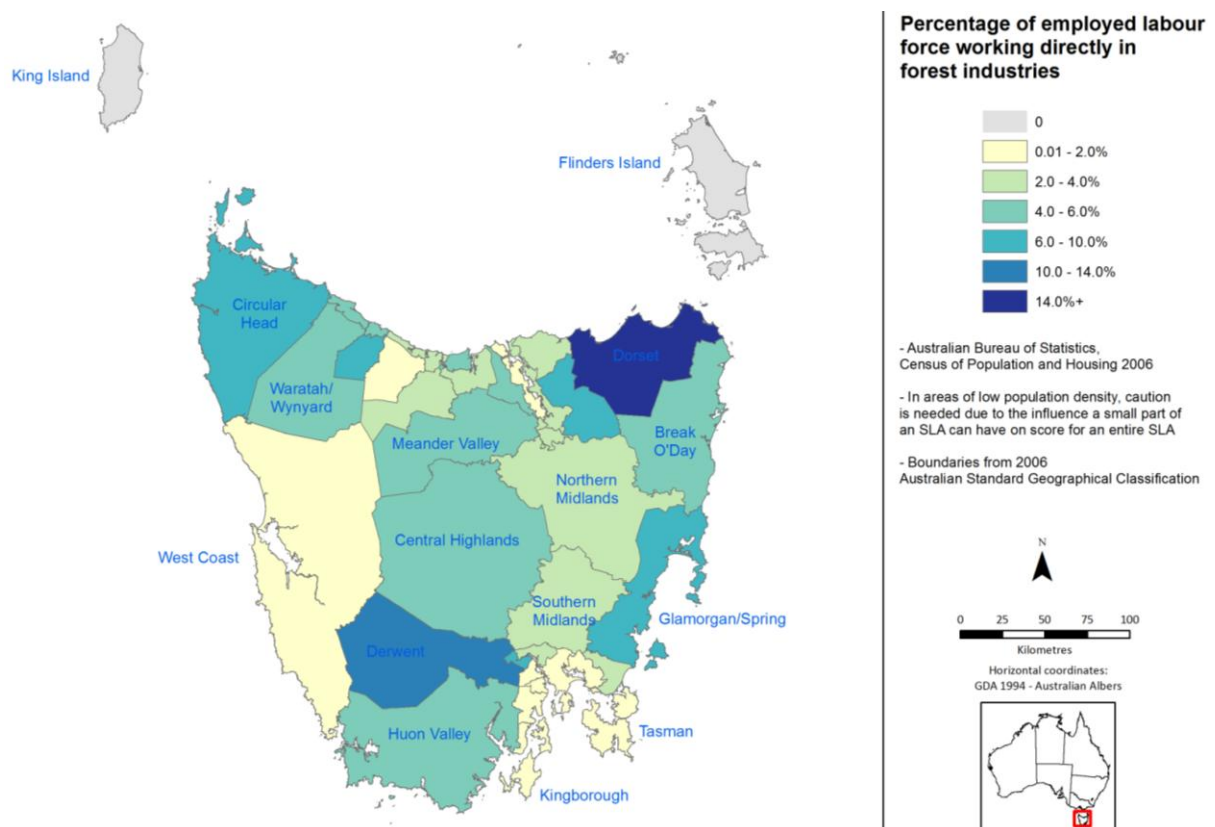 King Island
Flinders Island
Circular
Head
Waratah/
Wynyard
Dorset
Break
O'Day
Meander Valley
Northern
Midlands
Central Highlands
West Coast
Southern
Midlands
Glamorgan/Spring
Derwent
Huon Valley
Tasman
Kingborough
Percentage of employed labour
force working directly in
forest industries
0
0.01 - 2.0%
2.0 - 4.0%
4.0 - 6.0%
6.0 - 10.0%
10.0 - 14.0%
14.0%+
- Australian Bureau of Statistics,
Census of Population and Housing 2006
- In areas of low population density, caution
is needed due to the influence a small part of
an SLA can have on score for an entire SLA
- Boundaries from 2006
Australian Standard Geographical Classification
N
0 25 50 75 100
Kilometres
Horizontal coordinates:
GDA 1994 - Australian Albers